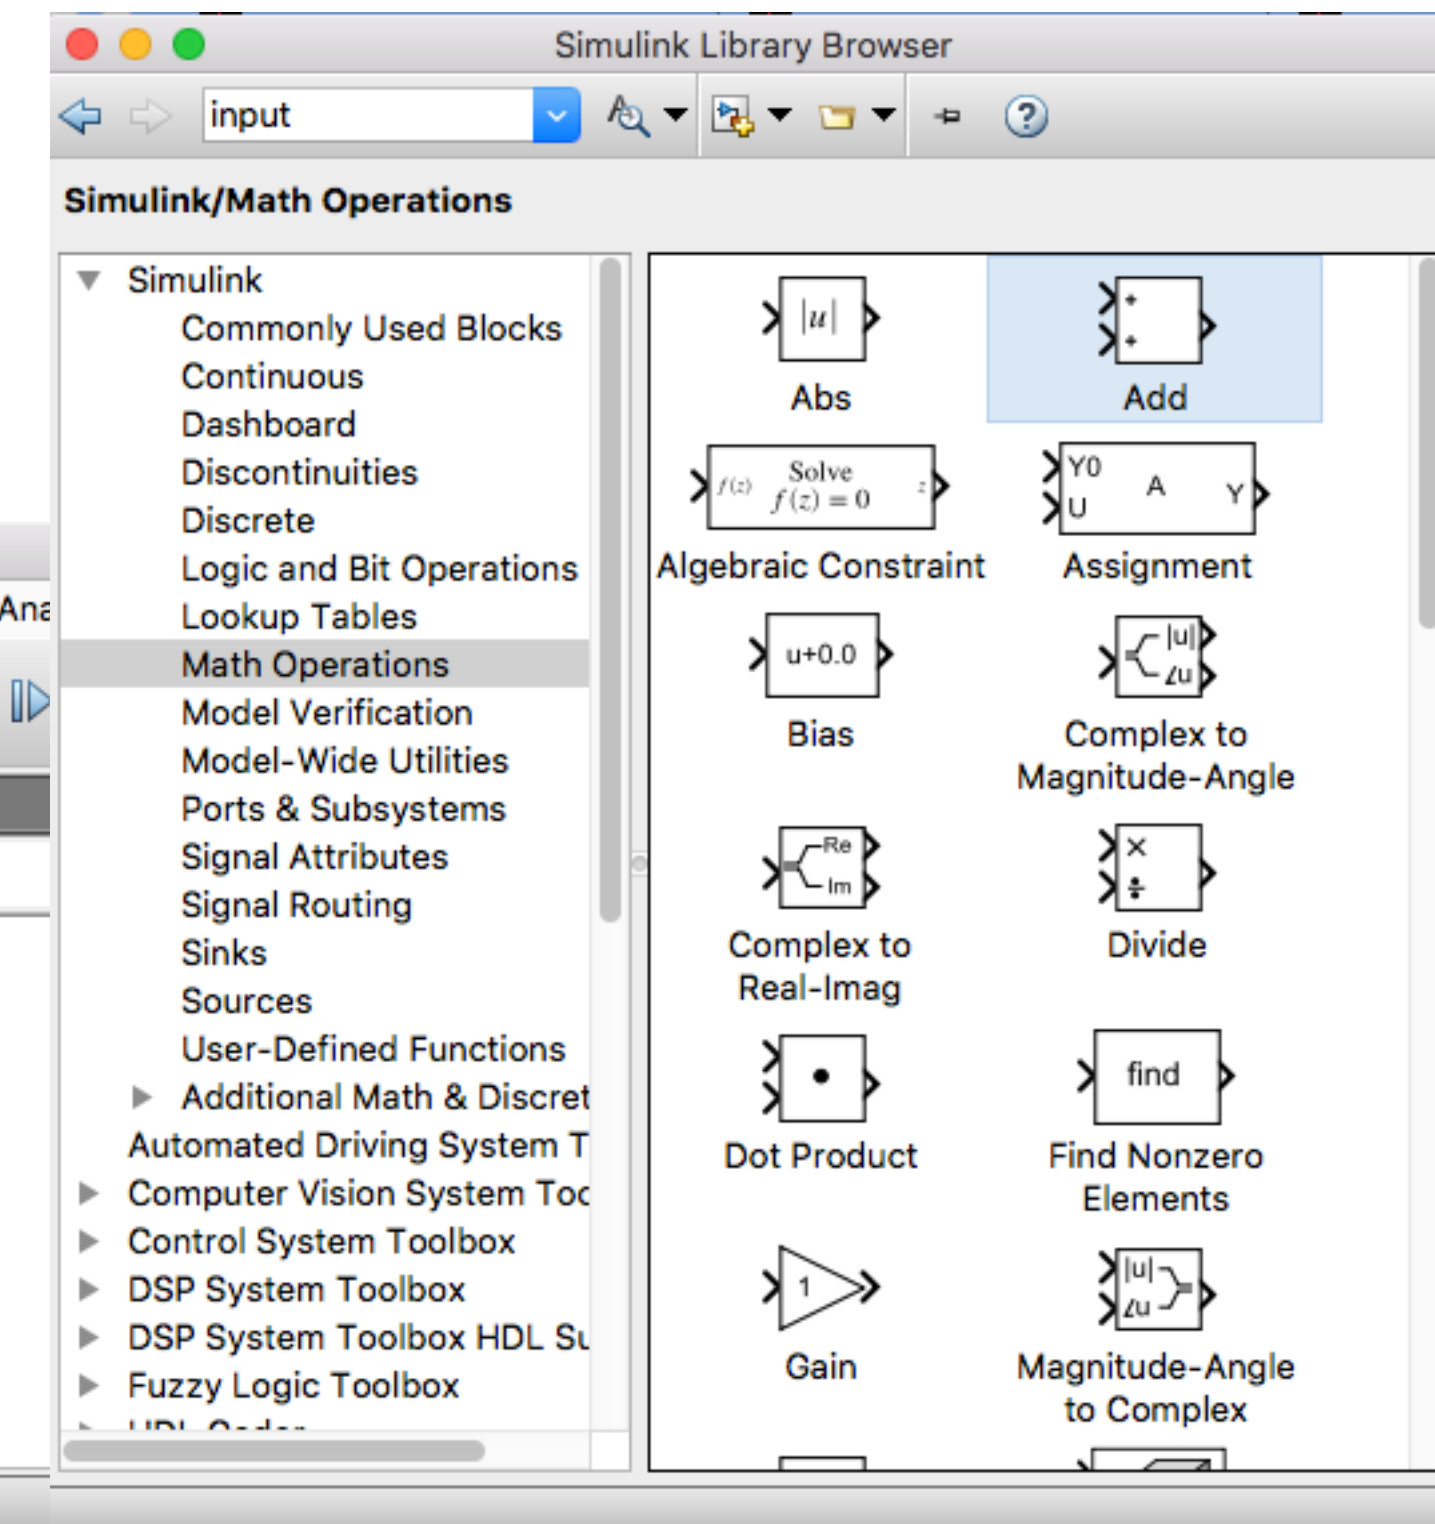 Simulink Library Browser
input
Simulink/Math Operations
Simulink
Commonly Used Blocks
Continuous
Dashboard
Discontinuities
Discrete
Logic and Bit Operations
Lookup Tables
Math Operations
Model Verification
Model-Wide Utilities
Ports & Subsystems
Signal Attributes
Signal Routing
Sinks
Sources
User-Defined Functions
Additional Math & Discret
Automated Driving System T
Computer Vision System Too
Control System Toolbox
DSP System Toolbox
DSP System Toolbox HDL Su
Fuzzy Logic Toolbox
HDL Coder
Ana
|u|
Abs
+
+
Add
f(z) Solve f(z) = 0 z
Algebraic Constraint
Y0
U
A
Y
Assignment
u+0.0
Bias
|u|
∠u
Complex to
Magnitude-Angle
Re
Im
Complex to
Real-Imag
×
÷
Divide
Dot Product
find
Find Nonzero
Elements
1
Gain
|u|
∠u
Magnitude-Angle
to Complex